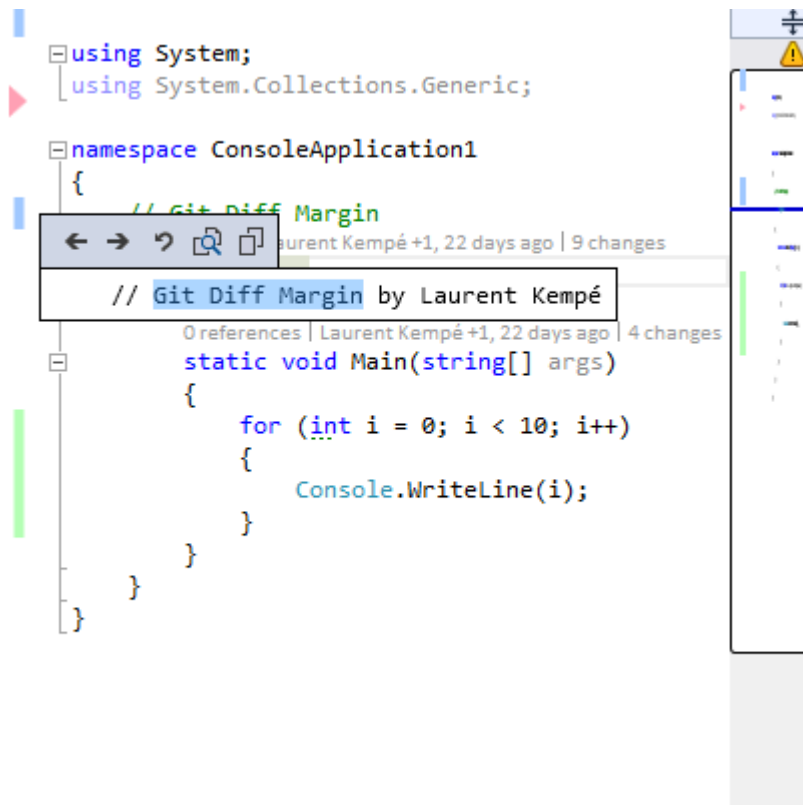 using System;
using System.Collections.Generic;
namespace ConsoleApplication1
{
// Git Diff Margin
aurent Kempé +1, 22 days ago | 9 changes
// Git Diff Margin by Laurent Kempé
0 references | Laurent Kempé +1, 22 days ago | 4 changes
static void Main(string[] args)
{
for (int i = 0; i < 10; i++)
{
Console.WriteLine(i);
}
}
}
}